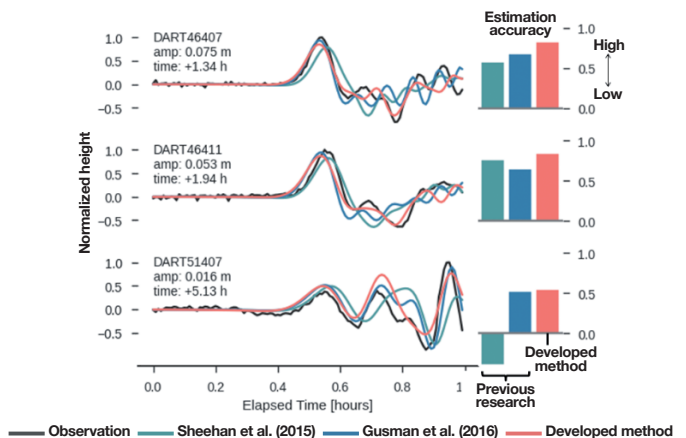 Estimation
accuracy
High
Low
DART46407
amp: 0.075 m
time: +1.34 h
1.0
0.5
0.0
−0.5
1.0
0.5
0.0
DART46411
amp: 0.053 m
time: +1.94 h
1.0
0.5
0.0
−0.5
1.0
0.5
0.0
Normalized height
DART51407
amp: 0.016 m
time: +5.13 h
1.0
0.5
0.0
−0.5
1.0
0.5
0.0
Developed
method
Previous
research
0.0 0.2 0.4 0.6 0.8 1
Elapsed Time [hours]
Observation Sheehan et al. (2015) Gusman et al. (2016) Developed method